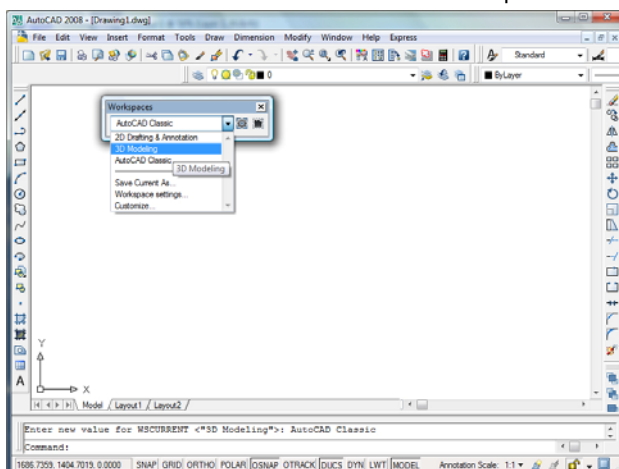 AutoCAD 2008 - [Drawing1.dwg]
File Edit View Insert Format Tools Draw Dimension Modify Window Help Express
Standard
0 ByLayer
Workspaces
AutoCAD Classic
2D Drafting & Annotation
3D Modeling
AutoCAD Classic
3D Modeling
Save Current As...
Workspace settings...
Customize...
A
Y
X
Model Layout1 Layout2
Enter new value for WSCURRENT <"3D Modeling">: AutoCAD Classic
Command:
1686.7359, 1404.7019, 0.0000 SNAP GRID ORTHO POLAR OSNAP OTRACK DUCS DYN LWT MODEL Annotation Scale: 1:1